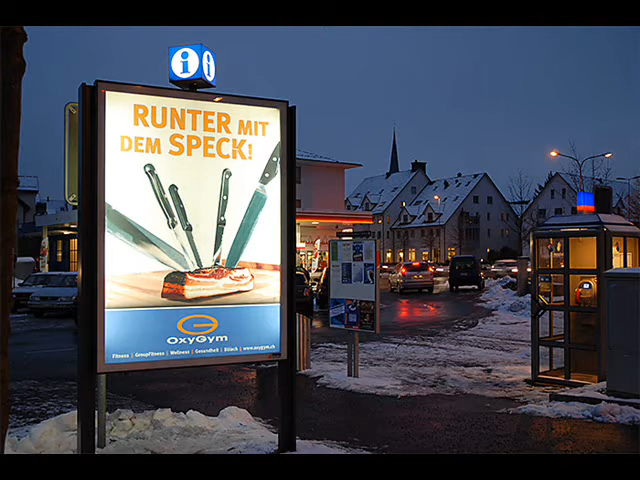 i i
RUNTER MIT
DEM SPECK!
OXYGYM
Fitness | GroupFitness | Wellness | Gesundheit | Bülach | www.oxygym.ch